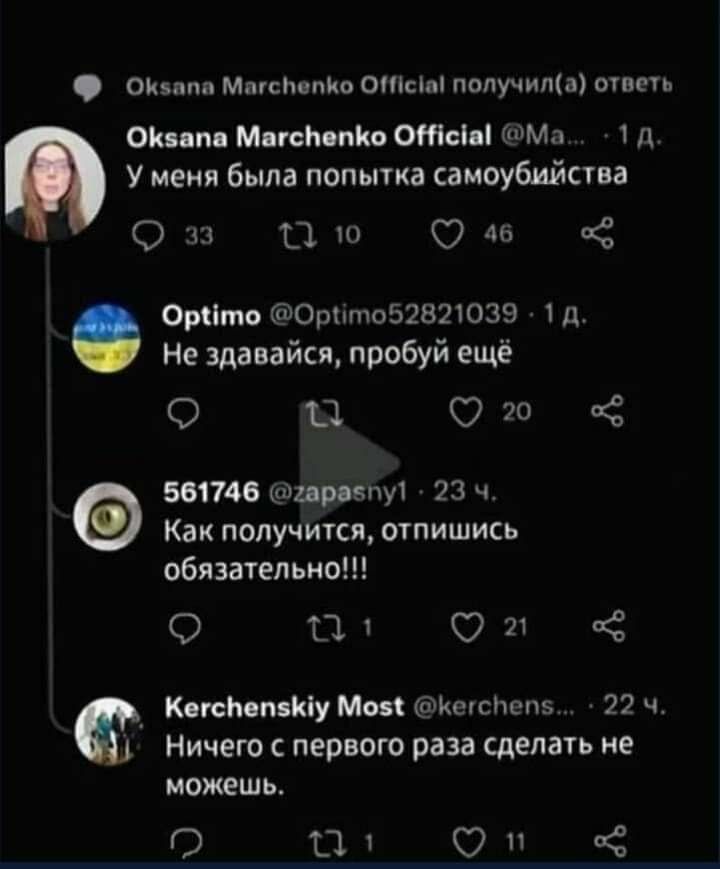 Oksana Marchenko Official получил(а) ответь
Oksana Marchenko Official @Ma... · 1 д.
У меня была попытка самоубийства
33 10 46
Optimo @Optimo52821039 · 1 д.
Не здавайся, пробуй ещё
20
561746 @zapasny1 · 23 ч.
Как получится, отпишись
обязательно!!!
1 21
Kerchenskiy Most @kerchens... · 22 ч.
Ничего с первого раза сделать не
можешь.
1 11